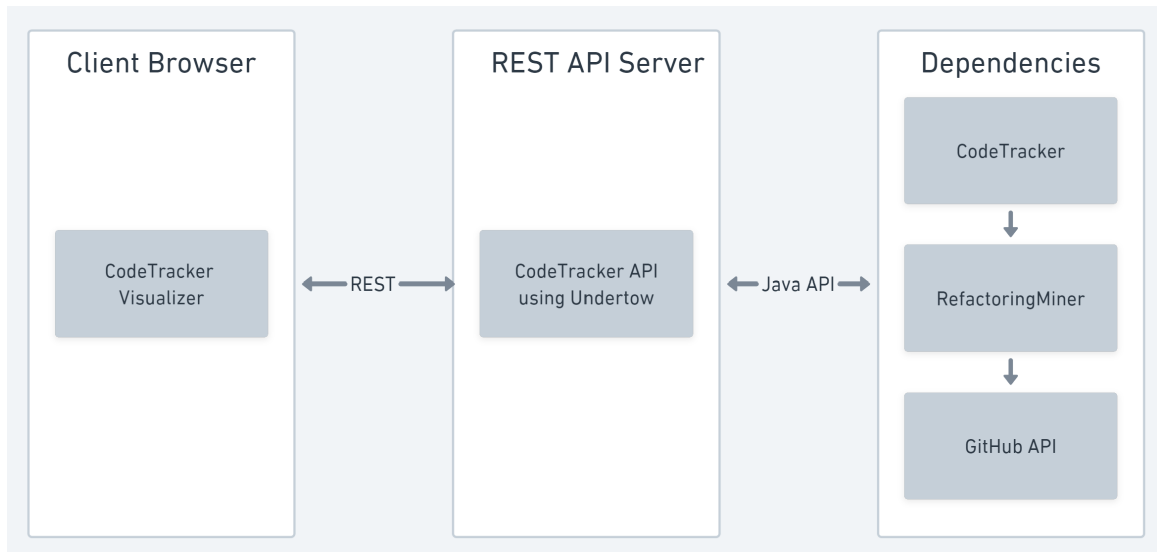 Client Browser
CodeTracker
Visualizer
REST
REST API Server
CodeTracker API
using Undertow
Java API
Dependencies
CodeTracker
RefactoringMiner
GitHub API